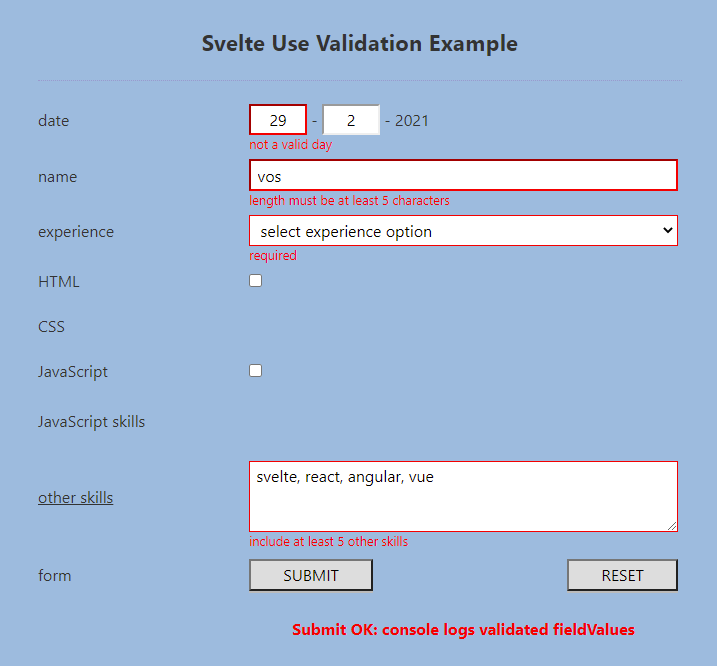 Svelte Use Validation Example
date 29 - 2 - 2021
not a valid day
name vos
length must be at least 5 characters
experience select experience option
required
HTML
CSS
JavaScript
JavaScript skills
other skills svelte, react, angular, vue
include at least 5 other skills
form SUBMIT RESET
Submit OK: console logs validated fieldValues